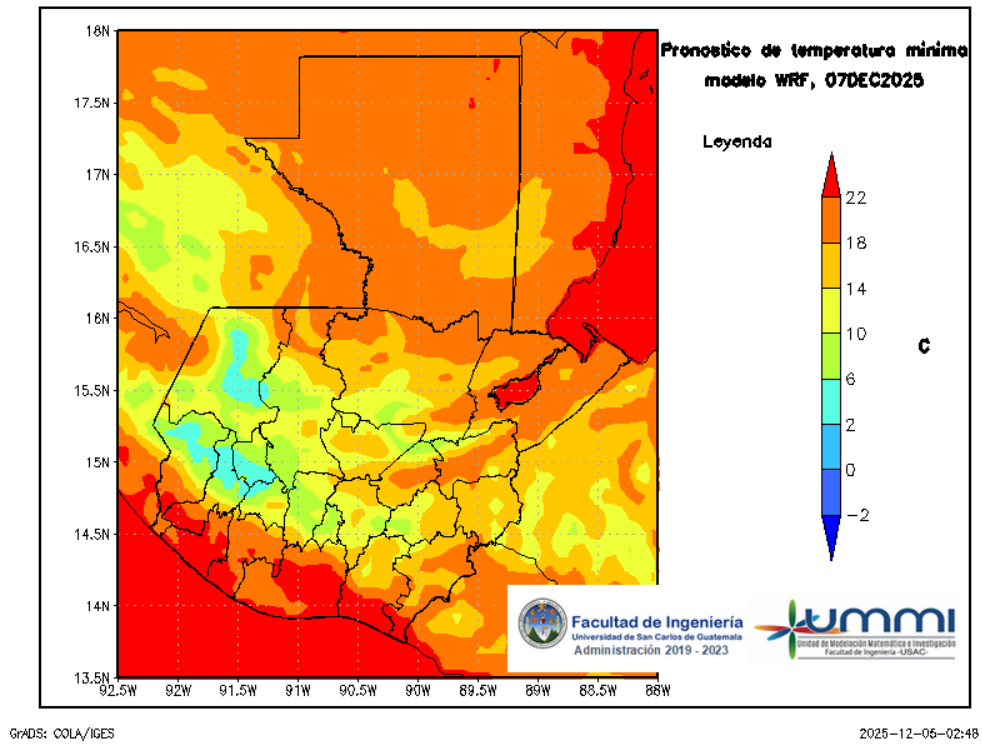 Pronostico de temperatura minima
modelo WRF, 07DEC2025
Leyenda
22
18
14
10
6
2
0
−2
C
18N
17.5N
17N
16.5N
16N
15.5N
15N
14.5N
14N
13.5N
92.5W
92W
91.5W
91W
90.5W
90W
89.5W
89W
88.5W
88W
Facultad de Ingeniería
Universidad de San Carlos de Guatemala
Administración 2019 - 2023
ummi
Unidad de Modelación Matemática e Investigación
Facultad de Ingeniería -USAC-
GrADS: COLA/IGES
2025-12-05-02:48